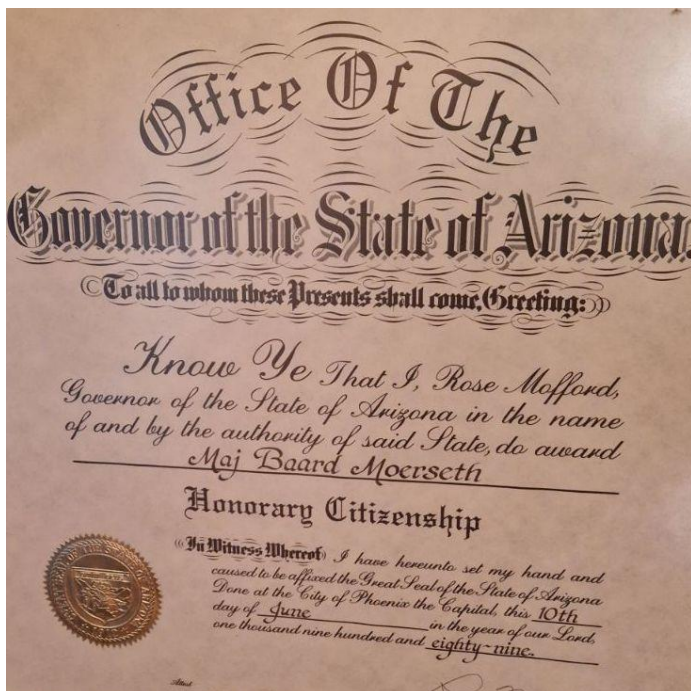 Office Of The
Governor of the State of Arizona.
To all to whom these Presents shall come, Greeting:
Know Ye That I, Rose Mofford,
Governor of the State of Arizona in the name
of and by the authority of said State, do award
Maj Baard Moerseth
Honorary Citizenship
In Witness Whereof, I have hereunto set my hand and
caused to be affixed the Great Seal of the State of Arizona
Done at the City of Phoenix the Capital, this 10th
day of June in the year of our Lord
one thousand nine hundred and eighty-nine.
Attest